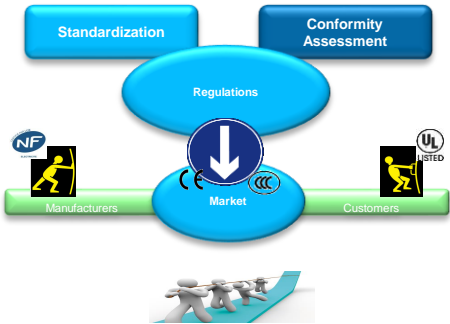 Standardization
Conformity
Assessment
Regulations
NF
UL
LISTED
CE
CCC
Market
Manufacturers
Customers